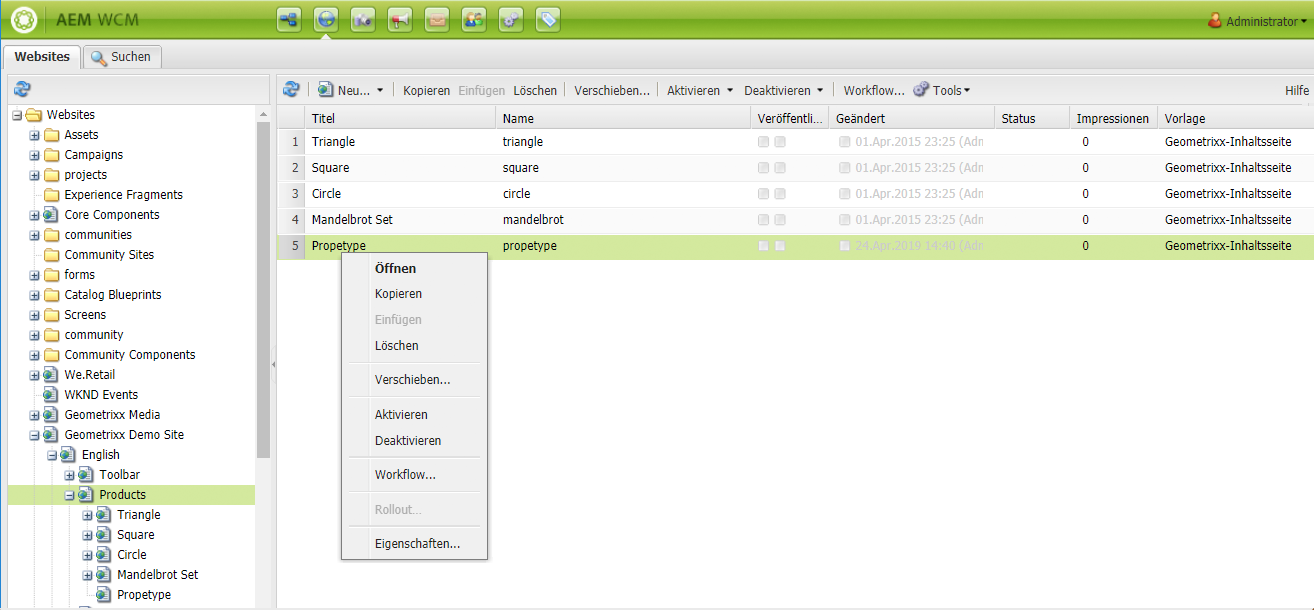 AEM WCM Administrator
Websites Suchen
Neu... Kopieren Einfügen Löschen Verschieben... Aktivieren Deaktivieren Workflow... Tools Hilfe
Websites
Assets
Campaigns
projects
Experience Fragments
Core Components
communities
Community Sites
forms
Catalog Blueprints
Screens
community
Community Components
We.Retail
WKND Events
Geometrixx Media
Geometrixx Demo Site
English
Toolbar
Products
Triangle
Square
Circle
Mandelbrot Set
Propetype
Titel Name Veröffentli... Geändert Status Impressionen Vorlage
1 Triangle triangle 01.Apr.2015 23:25 (Adm 0 Geometrixx-Inhaltsseite
2 Square square 01.Apr.2015 23:25 (Adm 0 Geometrixx-Inhaltsseite
3 Circle circle 01.Apr.2015 23:25 (Adm 0 Geometrixx-Inhaltsseite
4 Mandelbrot Set mandelbrot 01.Apr.2015 23:25 (Adm 0 Geometrixx-Inhaltsseite
5 Propetype propetype 24.Apr.2019 14:40 (Adm 0 Geometrixx-Inhaltsseite
Öffnen
Kopieren
Einfügen
Löschen
Verschieben...
Aktivieren
Deaktivieren
Workflow...
Rollout...
Eigenschaften...